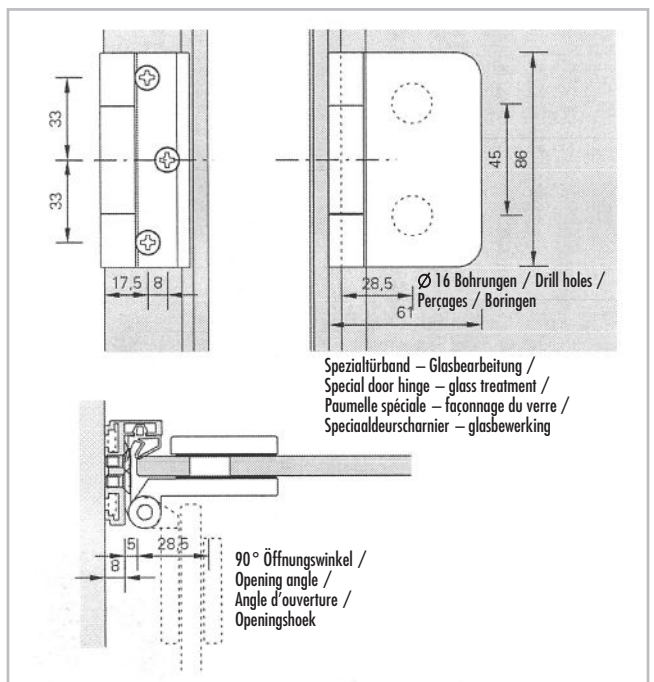 33
33
17,5
8
45
86
28,5
Ø 16 Bohrungen / Drill holes /
Perçages / Boringen
61
Spezialtürband – Glasbearbeitung /
Special door hinge – glass treatment /
Paumelle spéciale – façonnage du verre /
Speciaaldeurscharnier – glasbewerking
5
28,5
8
90° Öffnungswinkel /
Opening angle /
Angle d'ouverture /
Openingshoek